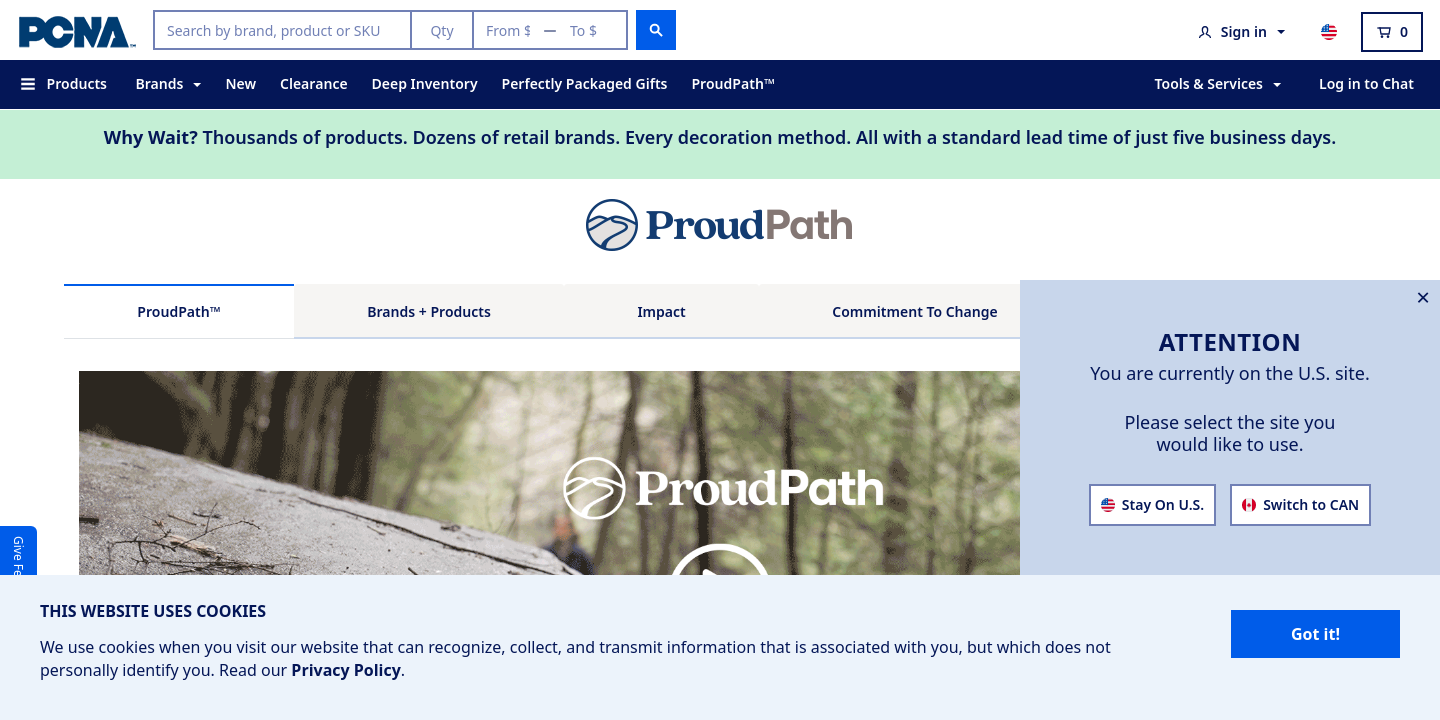 PCNA™
Search by brand, product or SKU
Qty
From $ — To $
Sign in
0
Products
Brands
New
Clearance
Deep Inventory
Perfectly Packaged Gifts
ProudPath™
Tools & Services
Log in to Chat
Why Wait? Thousands of products. Dozens of retail brands. Every decoration method. All with a standard lead time of just five business days.
ProudPath
ProudPath™
Brands + Products
Impact
Commitment To Change
ATTENTION
You are currently on the U.S. site.
Please select the site you
would like to use.
Stay On U.S.
Switch to CAN
ProudPath
Give
THIS WEBSITE USES COOKIES
We use cookies when you visit our website that can recognize, collect, and transmit information that is associated with you, but which does not
personally identify you. Read our Privacy Policy.
Got it!